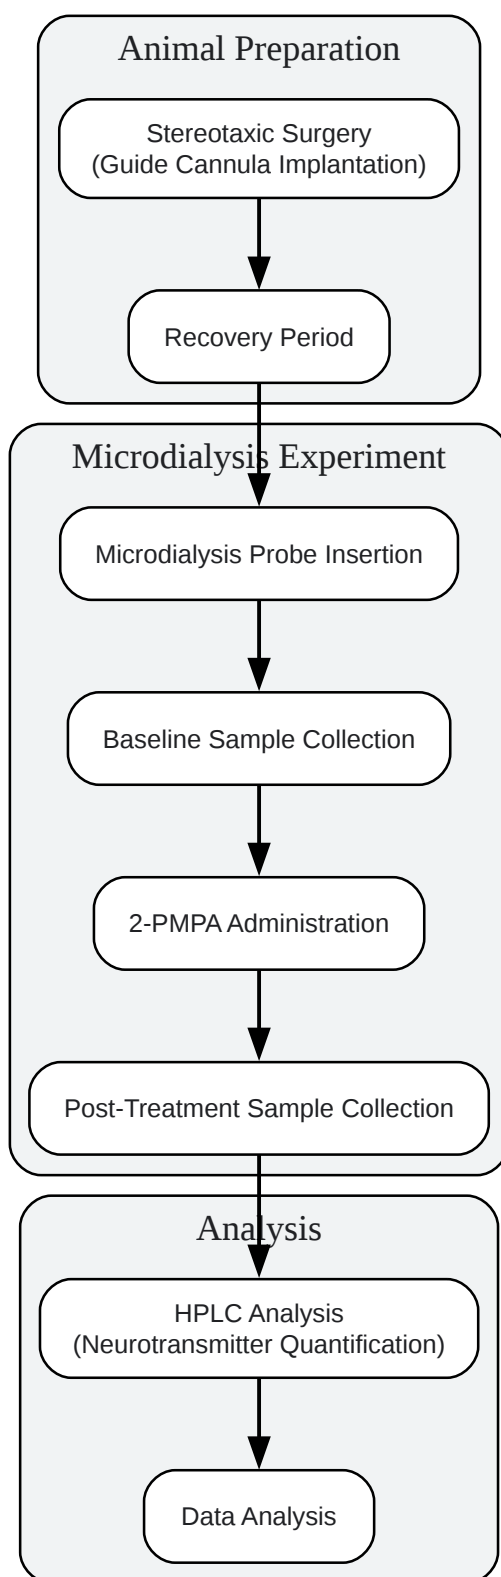 Animal Preparation
Stereotaxic Surgery
(Guide Cannula Implantation)
Recovery Period
Microdialysis Experiment
Microdialysis Probe Insertion
Baseline Sample Collection
2-PMPA Administration
Post-Treatment Sample Collection
Analysis
HPLC Analysis
(Neurotransmitter Quantification)
Data Analysis